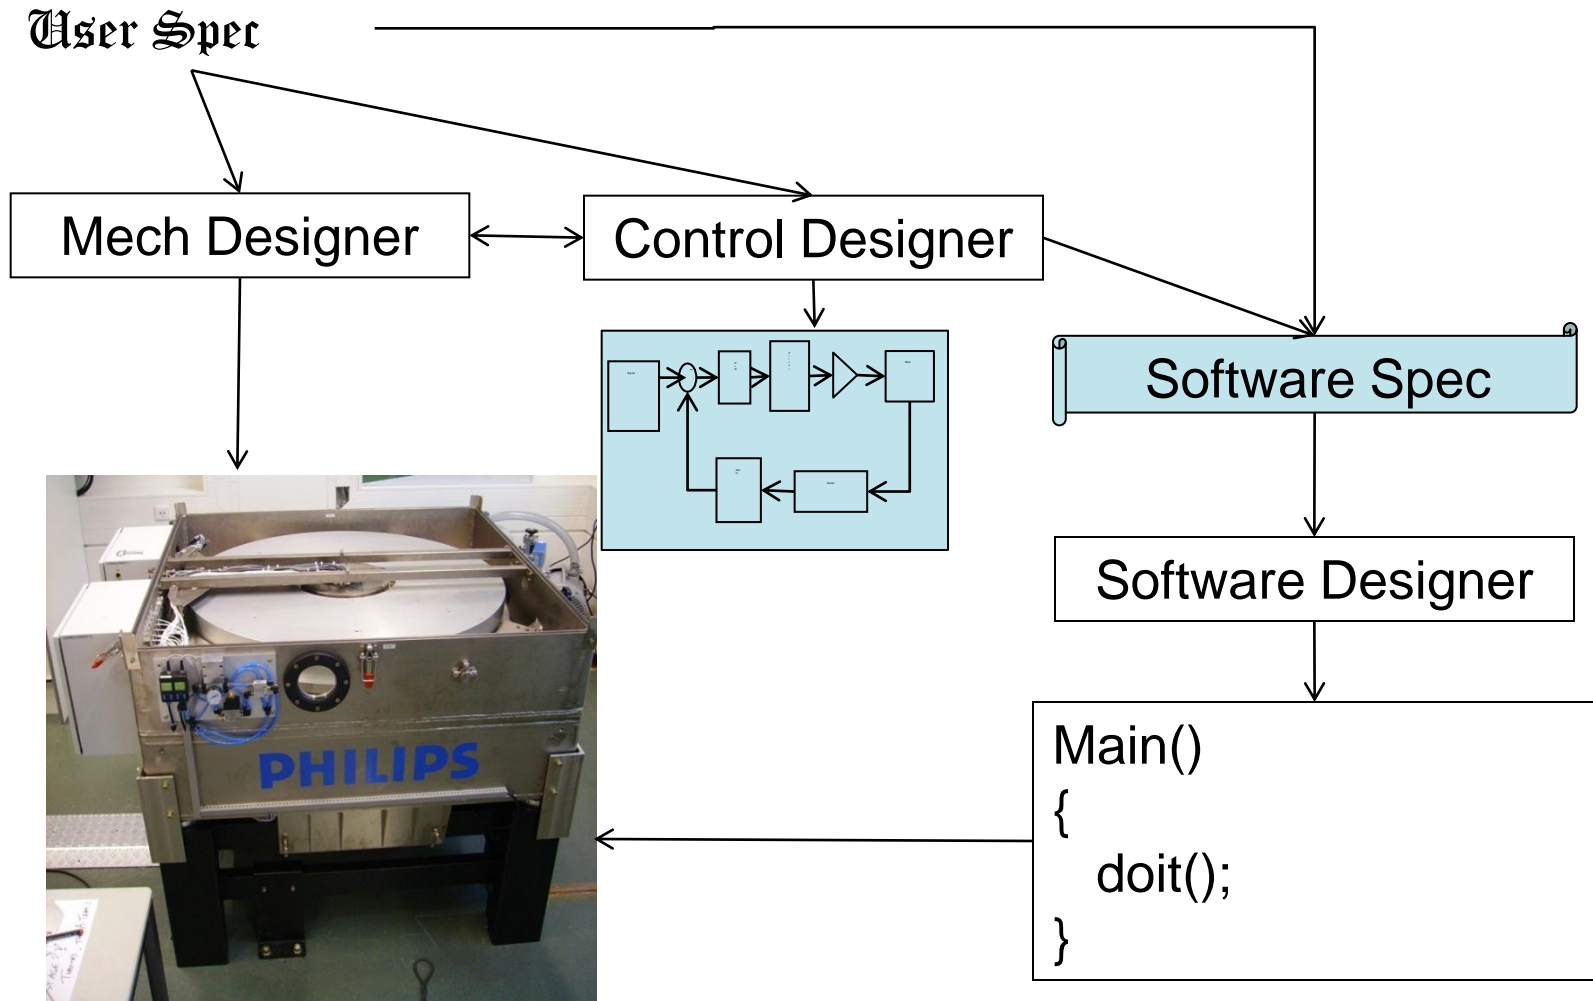 User Spec
Mech Designer
Control Designer
Software Spec
Software Designer
Main()
{
doit();
}
PHILIPS